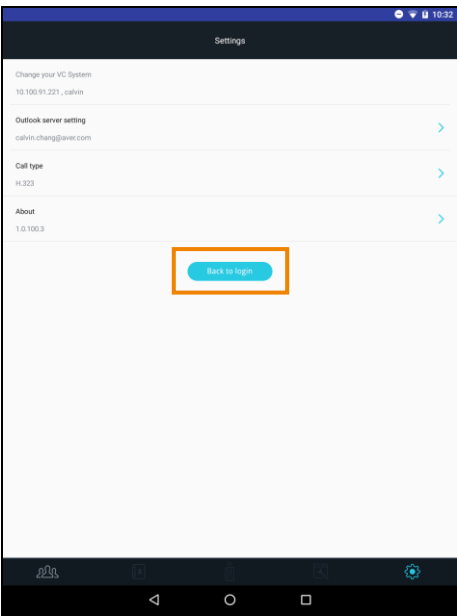 10:32
Settings
Change your VC System
10.100.91.221 , calvin
Outlook server setting
calvin.chang@aver.com
Call type
H.323
About
1.0.100.3
Back to login